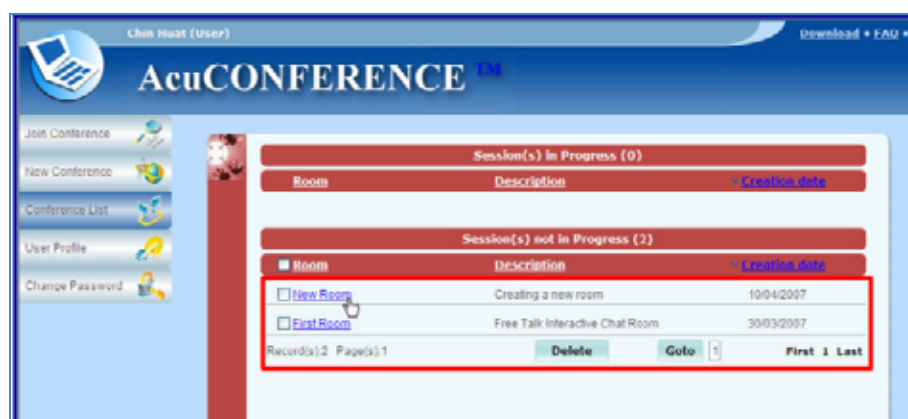 Chin Huat (User)
Download • FAQ •
AcuCONFERENCE ™
Join Conference
New Conference
Conference List
User Profile
Change Password
Session(s) in Progress (0)
Room Description Creation date
Session(s) not in Progress (2)
Room Description Creation date
New Room Creating a new room 10/04/2007
First Room Free Talk Interactive Chat Room 30/03/2007
Record(s):2 Page(s):1 Delete Goto 1 First 1 Last